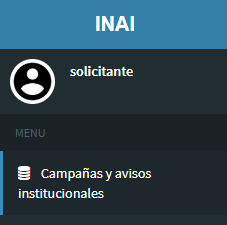 INAI
solicitante
MENU
Campañas y avisos
institucionales